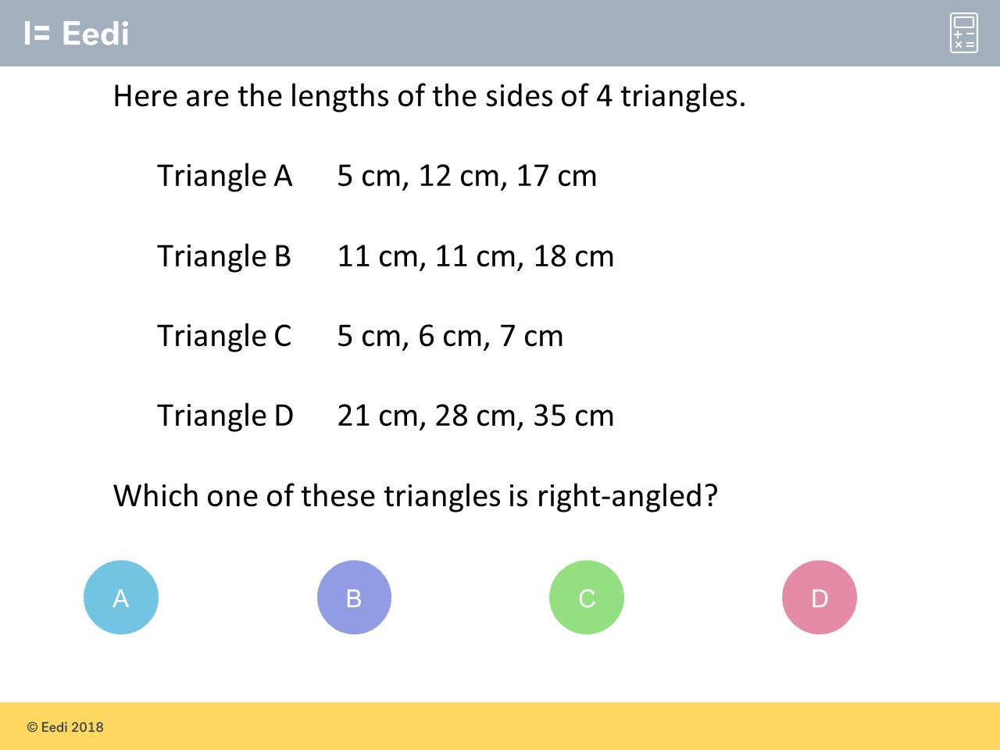 Eedi
Here are the lengths of the sides of 4 triangles.
Triangle A 5 cm, 12 cm, 17 cm
Triangle B 11 cm, 11 cm, 18 cm
Triangle C 5 cm, 6 cm, 7 cm
Triangle D 21 cm, 28 cm, 35 cm
Which one of these triangles is right-angled?
A B C D
© Eedi 2018